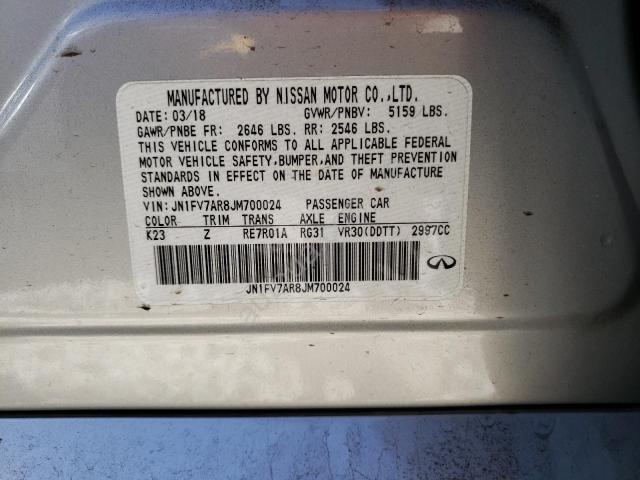 MANUFACTURED BY NISSAN MOTOR CO.,LTD.
DATE: 03/18 GVWR/PNBV: 5159 LBS.
GAWR/PNBE FR: 2646 LBS. RR: 2546 LBS.
THIS VEHICLE CONFORMS TO ALL APPLICABLE FEDERAL
MOTOR VEHICLE SAFETY,BUMPER,AND THEFT PREVENTION
STANDARDS IN EFFECT ON THE DATE OF MANUFACTURE
SHOWN ABOVE.
VIN:JN1FV7AR8JM700024 PASSENGER CAR
COLOR TRIM TRANS AXLE ENGINE
K23 Z RE7R01A RG31 VR30(DDTT) 2997CC
JN1FV7AR8JM700024